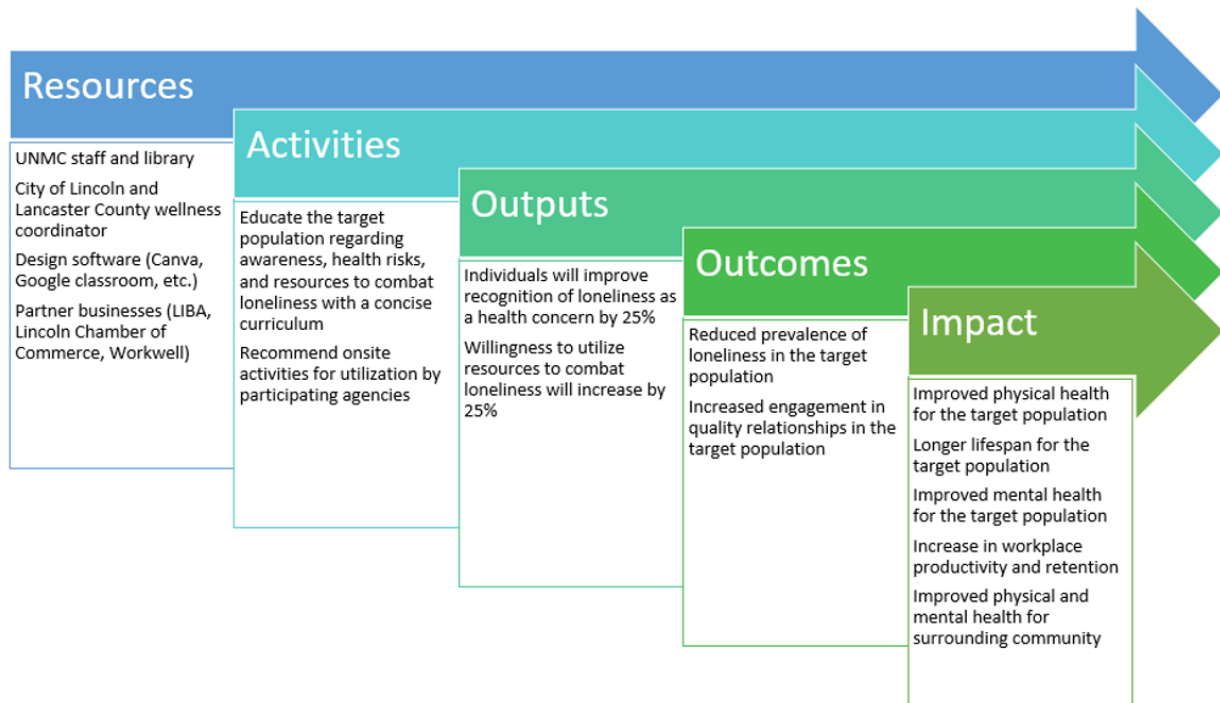 Resources
UNMC staff and library
City of Lincoln and
Lancaster County wellness
coordinator
Design software (Canva,
Google classroom, etc.)
Partner businesses (LIBA,
Lincoln Chamber of
Commerce, Workwell)
Activities
Educate the target
population regarding
awareness, health risks,
and resources to combat
loneliness with a concise
curriculum
Recommend onsite
activities for utilization by
participating agencies
Outputs
Individuals will improve
recognition of loneliness as
a health concern by 25%
Willingness to utilize
resources to combat
loneliness will increase by
25%
Outcomes
Reduced prevalence of
loneliness in the target
population
Increased engagement in
quality relationships in the
target population
Impact
Improved physical health
for the target population
Longer lifespan for the
target population
Improved mental health
for the target population
Increase in workplace
productivity and retention
Improved physical and
mental health for
surrounding community